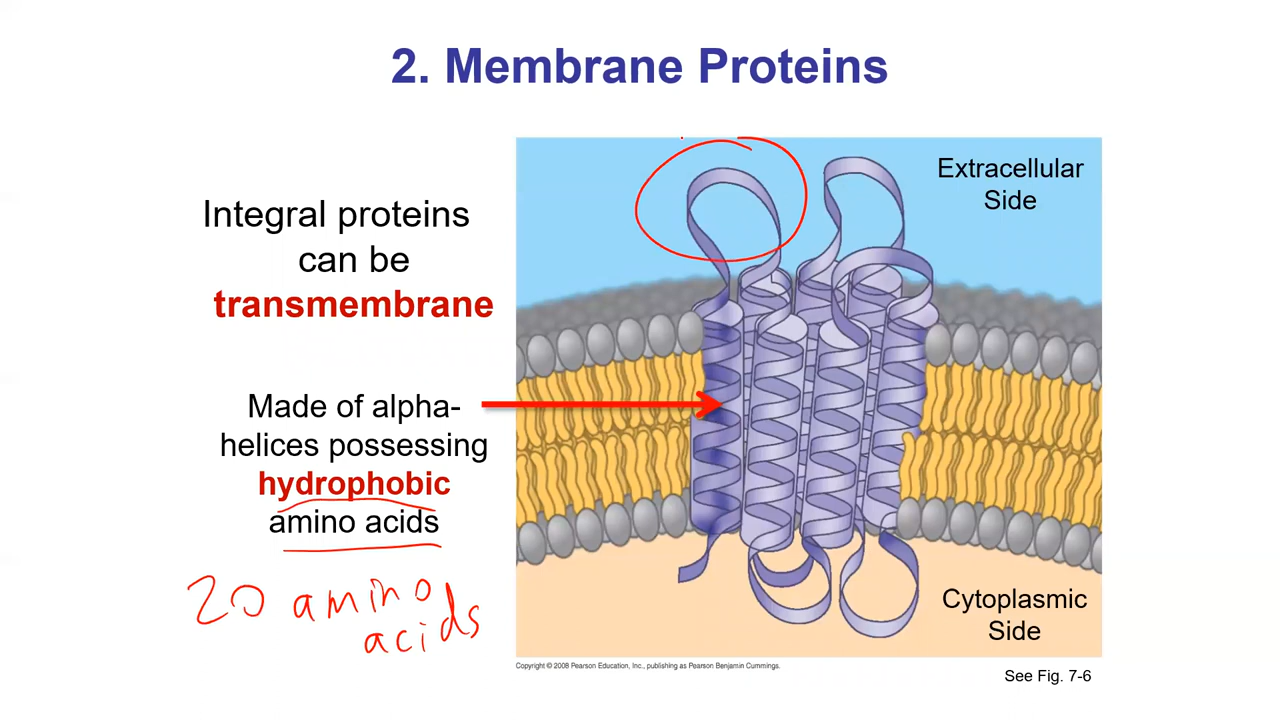 2. Membrane Proteins
Integral proteins
can be
transmembrane
Made of alpha-
helices possessing
hydrophobic
amino acids
20 amino
acids
Extracellular
Side
Cytoplasmic
Side
Copyright © 2008 Pearson Education, Inc., publishing as Pearson Benjamin Cummings.
See Fig. 7-6